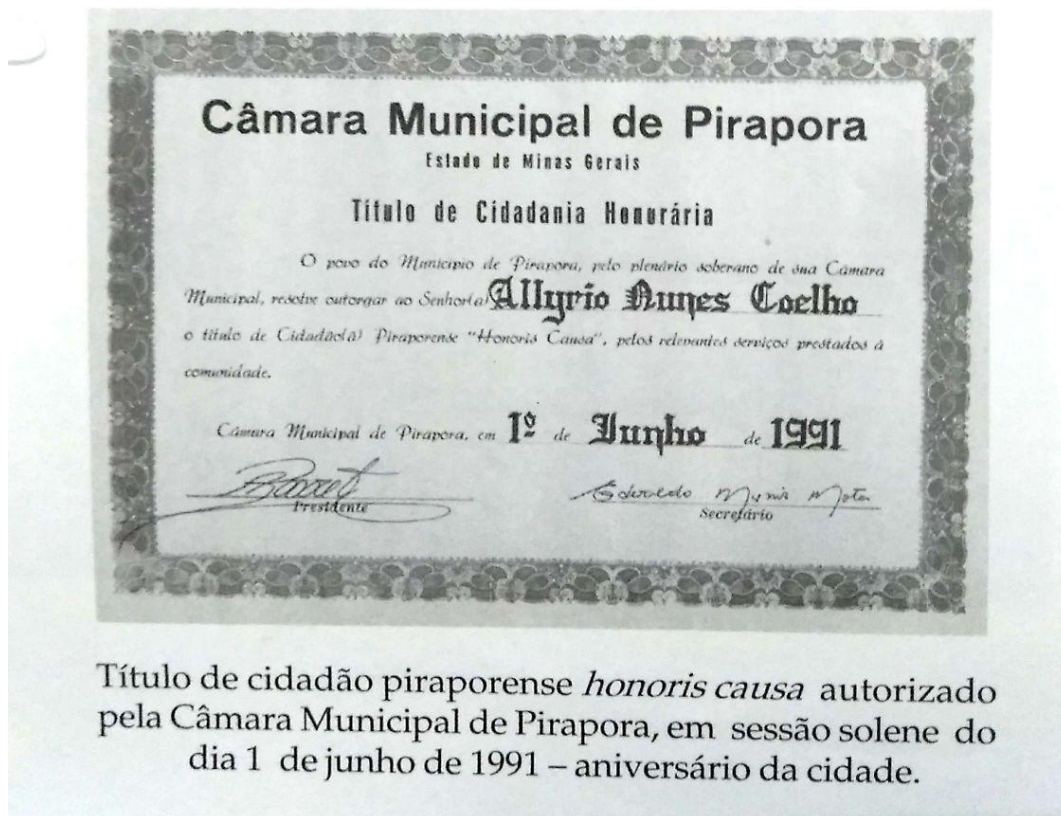 Câmara Municipal de Pirapora
Estado de Minas Gerais
Título de Cidadania Honorária
O povo do Município de Pirapora, pelo plenário soberano de sua Câmara
Municipal, resolve outorgar ao Senhor(a) Allyrio Nunes Coelho
o título de Cidadão(ã) Piraporense "Honoris Causa", pelos relevantes serviços prestados à
comunidade.
Câmara Municipal de Pirapora, em 1º de Junho de 1991
Presidente
Mota
Secretário
Título de cidadão piraporense honoris causa autorizado
pela Câmara Municipal de Pirapora, em sessão solene do
dia 1 de junho de 1991 – aniversário da cidade.